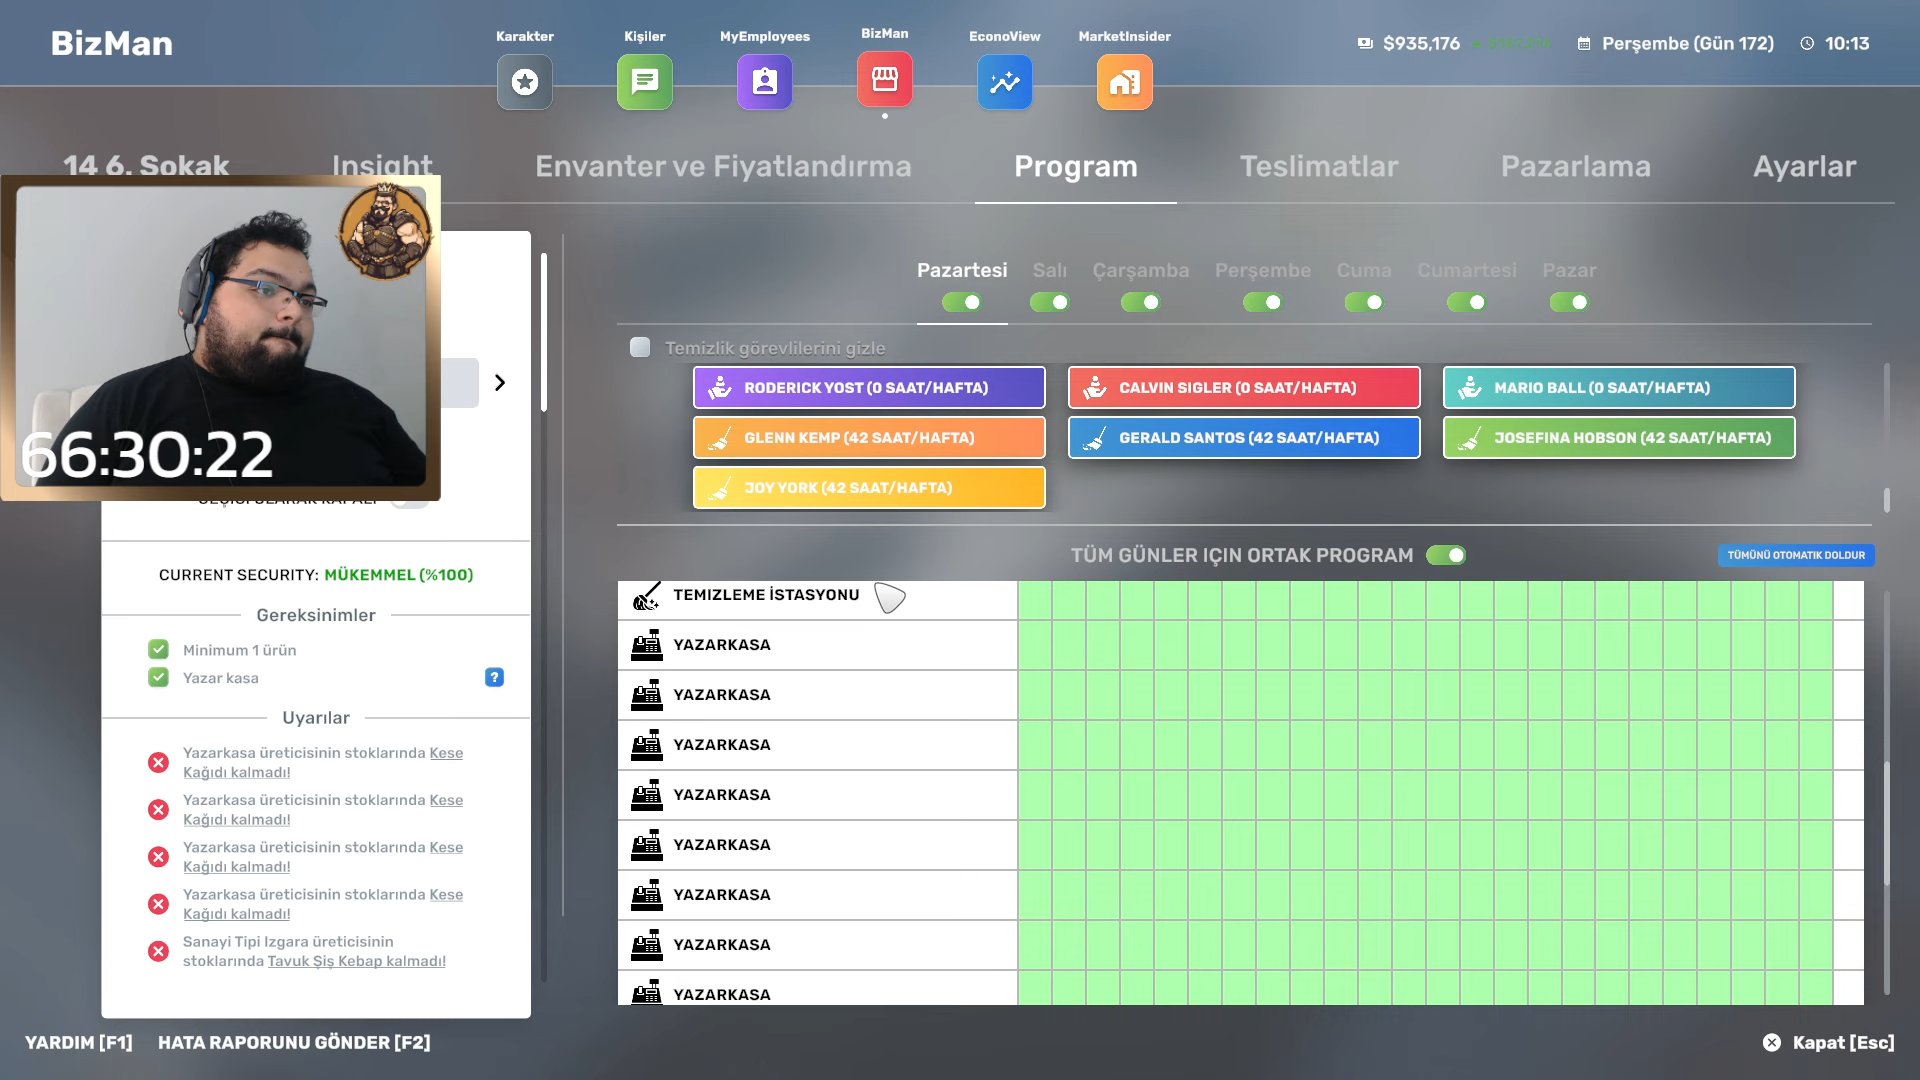 BizMan
Karakter
Kişiler
MyEmployees
BizMan
EconoView
MarketInsider
$935,176
Perşembe (Gün 172)
10:13
14 6. Sokak
Insight
Envanter ve Fiyatlandırma
Program
Teslimatlar
Pazarlama
Ayarlar
66:30:22
CURRENT SECURITY: MÜKEMMEL (%100)
Gereksinimler
Minimum 1 ürün
Yazar kasa
?
Uyarılar
Yazarkasa üreticisinin stoklarında Kese
Kağıdı kalmadı!
Yazarkasa üreticisinin stoklarında Kese
Kağıdı kalmadı!
Yazarkasa üreticisinin stoklarında Kese
Kağıdı kalmadı!
Yazarkasa üreticisinin stoklarında Kese
Kağıdı kalmadı!
Sanayi Tipi Izgara üreticisinin
stoklarında Tavuk Şiş Kebap kalmadı!
Pazartesi
Salı
Çarşamba
Perşembe
Cuma
Cumartesi
Pazar
Temizlik görevlilerini gizle
RODERICK YOST (0 SAAT/HAFTA)
CALVIN SIGLER (0 SAAT/HAFTA)
MARIO BALL (0 SAAT/HAFTA)
GLENN KEMP (42 SAAT/HAFTA)
GERALD SANTOS (42 SAAT/HAFTA)
JOSEFINA HOBSON (42 SAAT/HAFTA)
JOY YORK (42 SAAT/HAFTA)
TÜM GÜNLER IÇIN ORTAK PROGRAM
TÜMÜNÜ OTOMATIK DOLDUR
TEMIZLEME İSTASYONU
YAZARKASA
YAZARKASA
YAZARKASA
YAZARKASA
YAZARKASA
YAZARKASA
YAZARKASA
YAZARKASA
YARDIM [F1]
HATA RAPORUNU GÖNDER [F2]
Kapat [Esc]